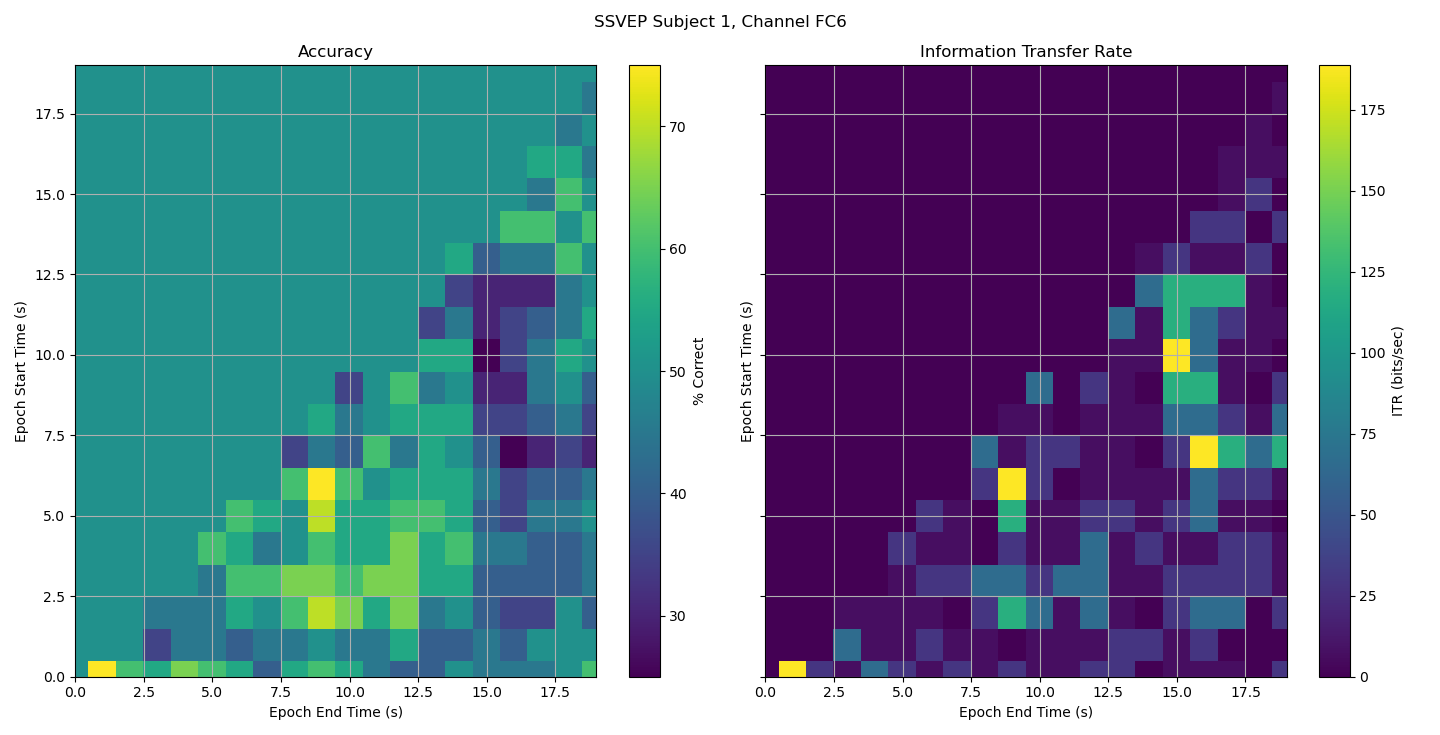 SSVEP Subject 1, Channel FC6
Accuracy
Information Transfer Rate
17.5
15.0
12.5
10.0
7.5
5.0
2.5
0.0
Epoch Start Time (s)
0.0 2.5 5.0 7.5 10.0 12.5 15.0 17.5
Epoch End Time (s)
70
60
50
40
30
% Correct
Epoch Start Time (s)
0.0 2.5 5.0 7.5 10.0 12.5 15.0 17.5
Epoch End Time (s)
175
150
125
100
75
50
25
0
ITR (bits/sec)